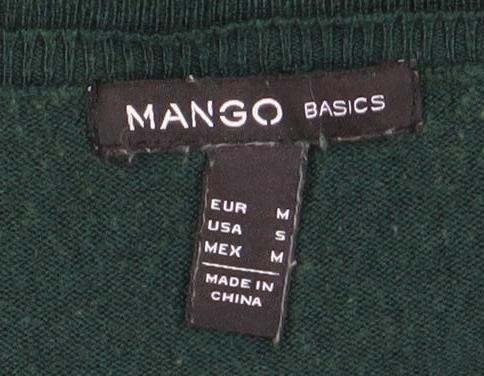 MANGO BASICS
EUR M
USA S
MEX M
MADE IN
CHINA